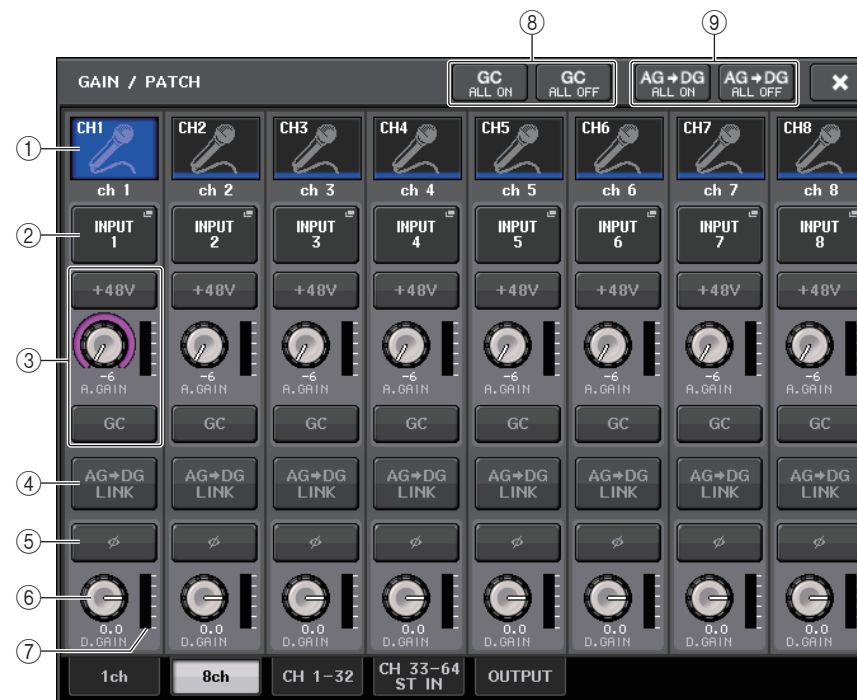 ⑧ ⑨
GAIN / PATCH GC ALL ON GC ALL OFF AG➔DG ALL ON AG➔DG ALL OFF ×
① CH1 CH2 CH3 CH4 CH5 CH6 CH7 CH8
ch 1 ch 2 ch 3 ch 4 ch 5 ch 6 ch 7 ch 8
② INPUT INPUT INPUT INPUT INPUT INPUT INPUT INPUT
1 2 3 4 5 6 7 8
+48V +48V +48V +48V +48V +48V +48V +48V
③
-6 -6 -6 -6 -6 -6 -6 -6
A.GAIN A.GAIN A.GAIN A.GAIN A.GAIN A.GAIN A.GAIN A.GAIN
GC GC GC GC GC GC GC GC
④ AG➔DG AG➔DG AG➔DG AG➔DG AG➔DG AG➔DG AG➔DG AG➔DG
LINK LINK LINK LINK LINK LINK LINK LINK
⑤ ø ø ø ø ø ø ø ø
⑥
0.0 0.0 0.0 0.0 0.0 0.0 0.0 0.0
⑦ D.GAIN D.GAIN D.GAIN D.GAIN D.GAIN D.GAIN D.GAIN D.GAIN
1ch 8ch CH 1-32 CH 33-64 ST IN OUTPUT